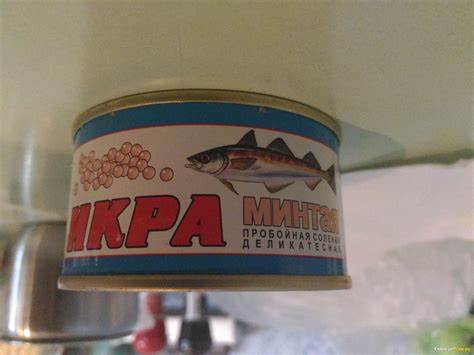 ИКРА
МИНТАЯ
ПРОБОЙНАЯ СОЛЕНАЯ
ДЕЛИКАТЕСНАЯ